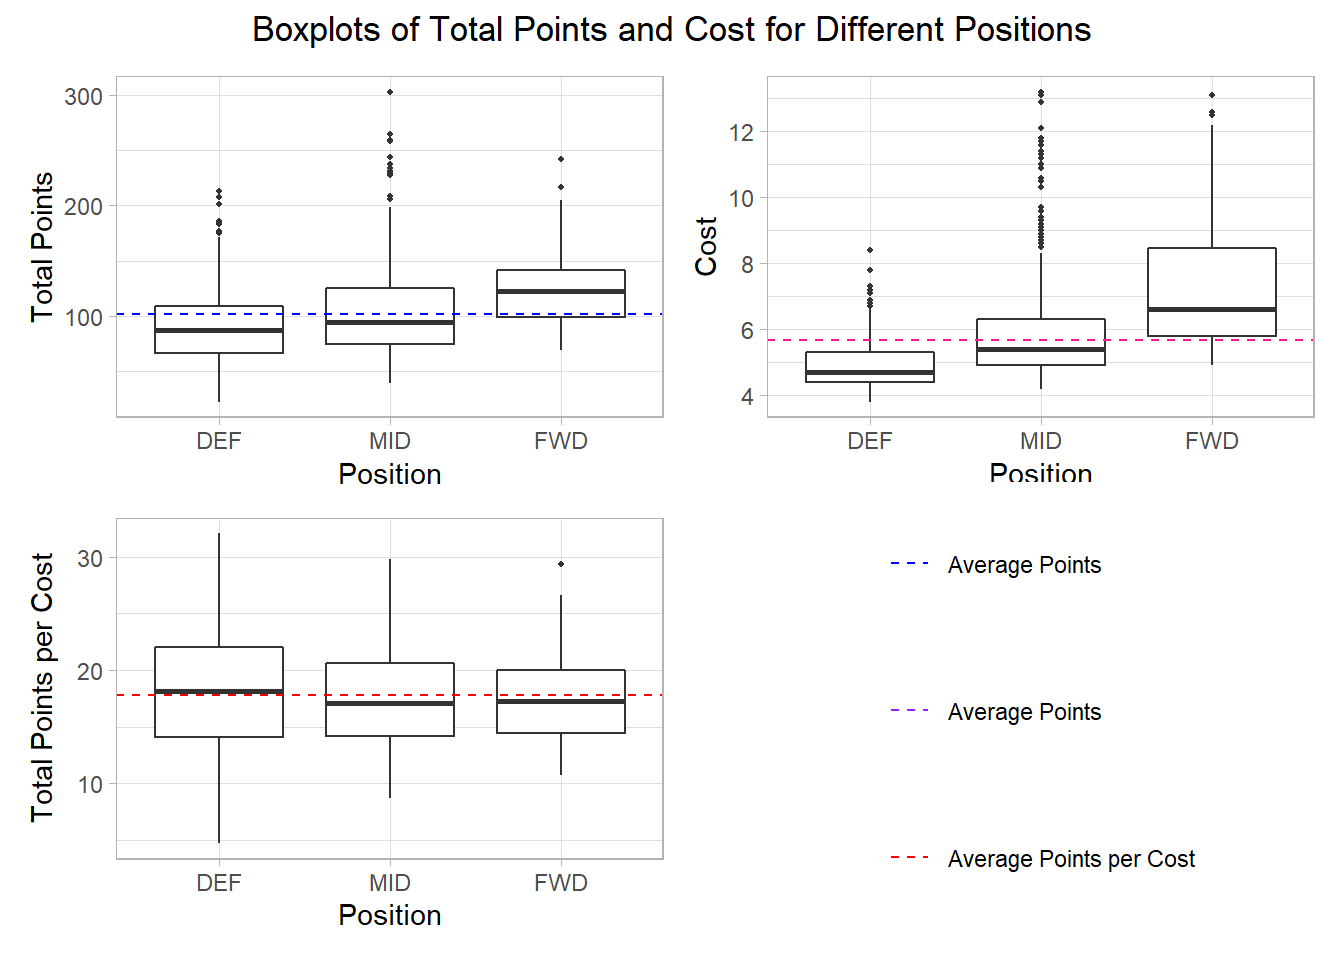 Boxplots of Total Points and Cost for Different Positions
Total Points
300
200
100
DEF MID FWD
Position
Cost
12
10
8
6
4
DEF MID FWD
Position
Total Points per Cost
30
20
10
DEF MID FWD
Position
Average Points
Average Points
Average Points per Cost